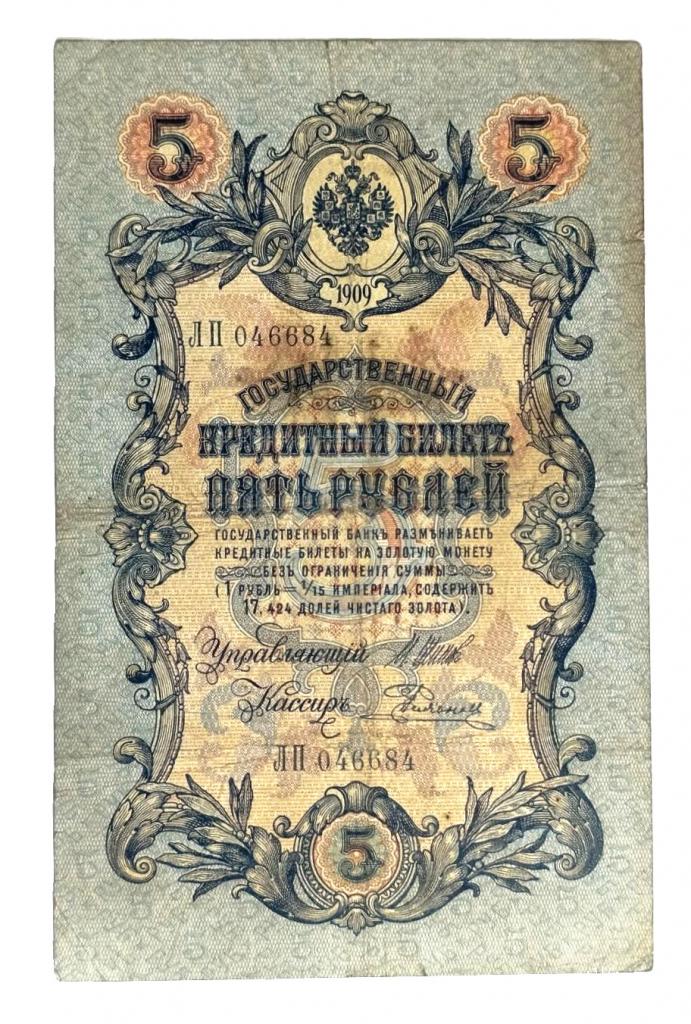 5 5
1909
ЛП 046684
ГОСУДАРСТВЕННЫЙ
КРЕДИТНЫЙ БИЛЕТЪ
ПЯТЬ РУБЛЕЙ
ГОСУДАРСТВЕННЫЙ БАНКЪ РАЗМѢНИВАЕТЪ
КРЕДИТНЫЕ БИЛЕТЫ НА ЗОЛОТУЮ МОНЕТУ
БЕЗЪ ОГРАНИЧЕНІЯ СУММЫ
(1 РУБЛЬ = 1/15 ИМПЕРІАЛА, СОДЕРЖИТЪ
17,424 ДОЛЕЙ ЧИСТАГО ЗОЛОТА).
Управляющій
Кассиръ
ЛП 046684
5